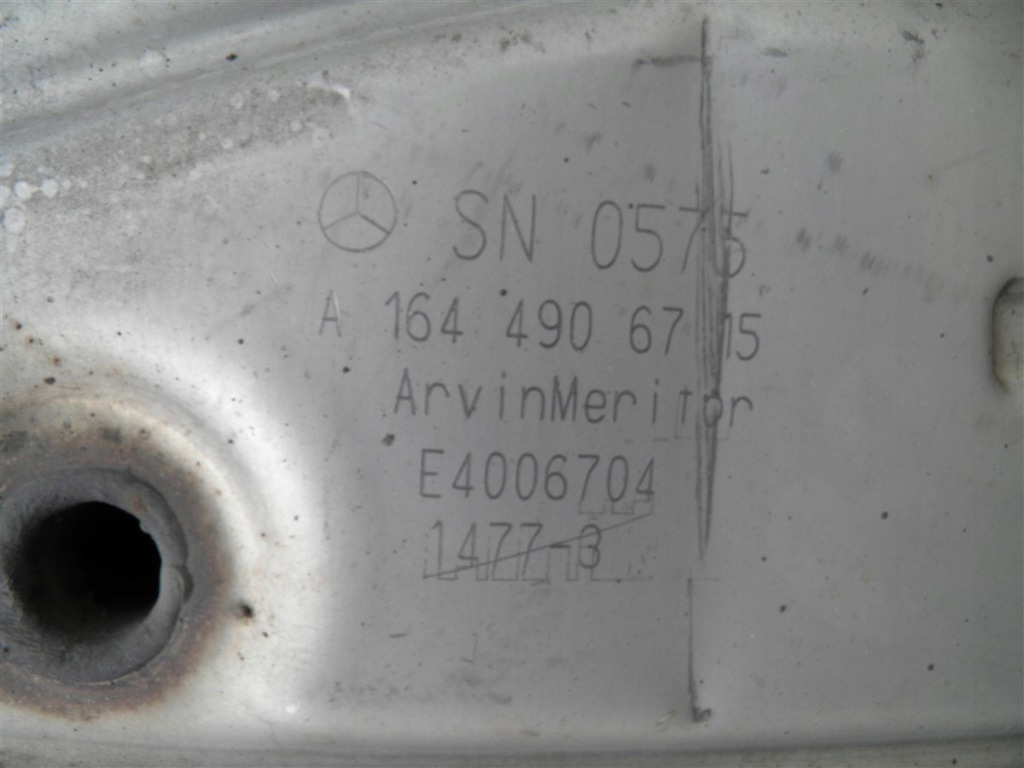 SN 0575
A 164 490 67 15
ArvinMeritor
E4006704
1477-3